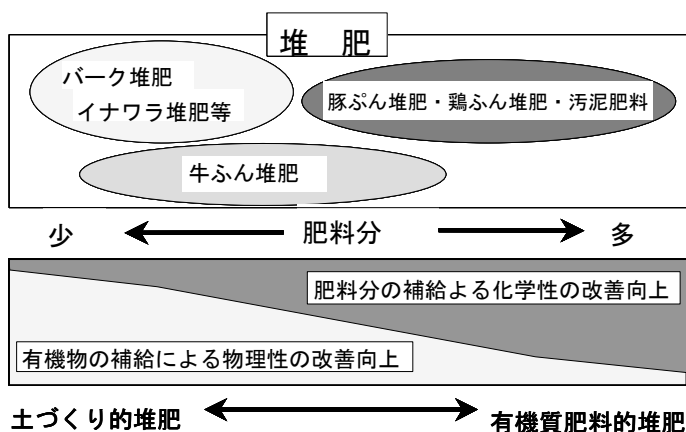 堆　肥
バーク堆肥
イナワラ堆肥等
豚ぷん堆肥・鶏ふん堆肥・汚泥肥料
牛ふん堆肥
少　肥料分　多
肥料分の補給よる化学性の改善向上
有機物の補給による物理性の改善向上
土づくり的堆肥　有機質肥料的堆肥